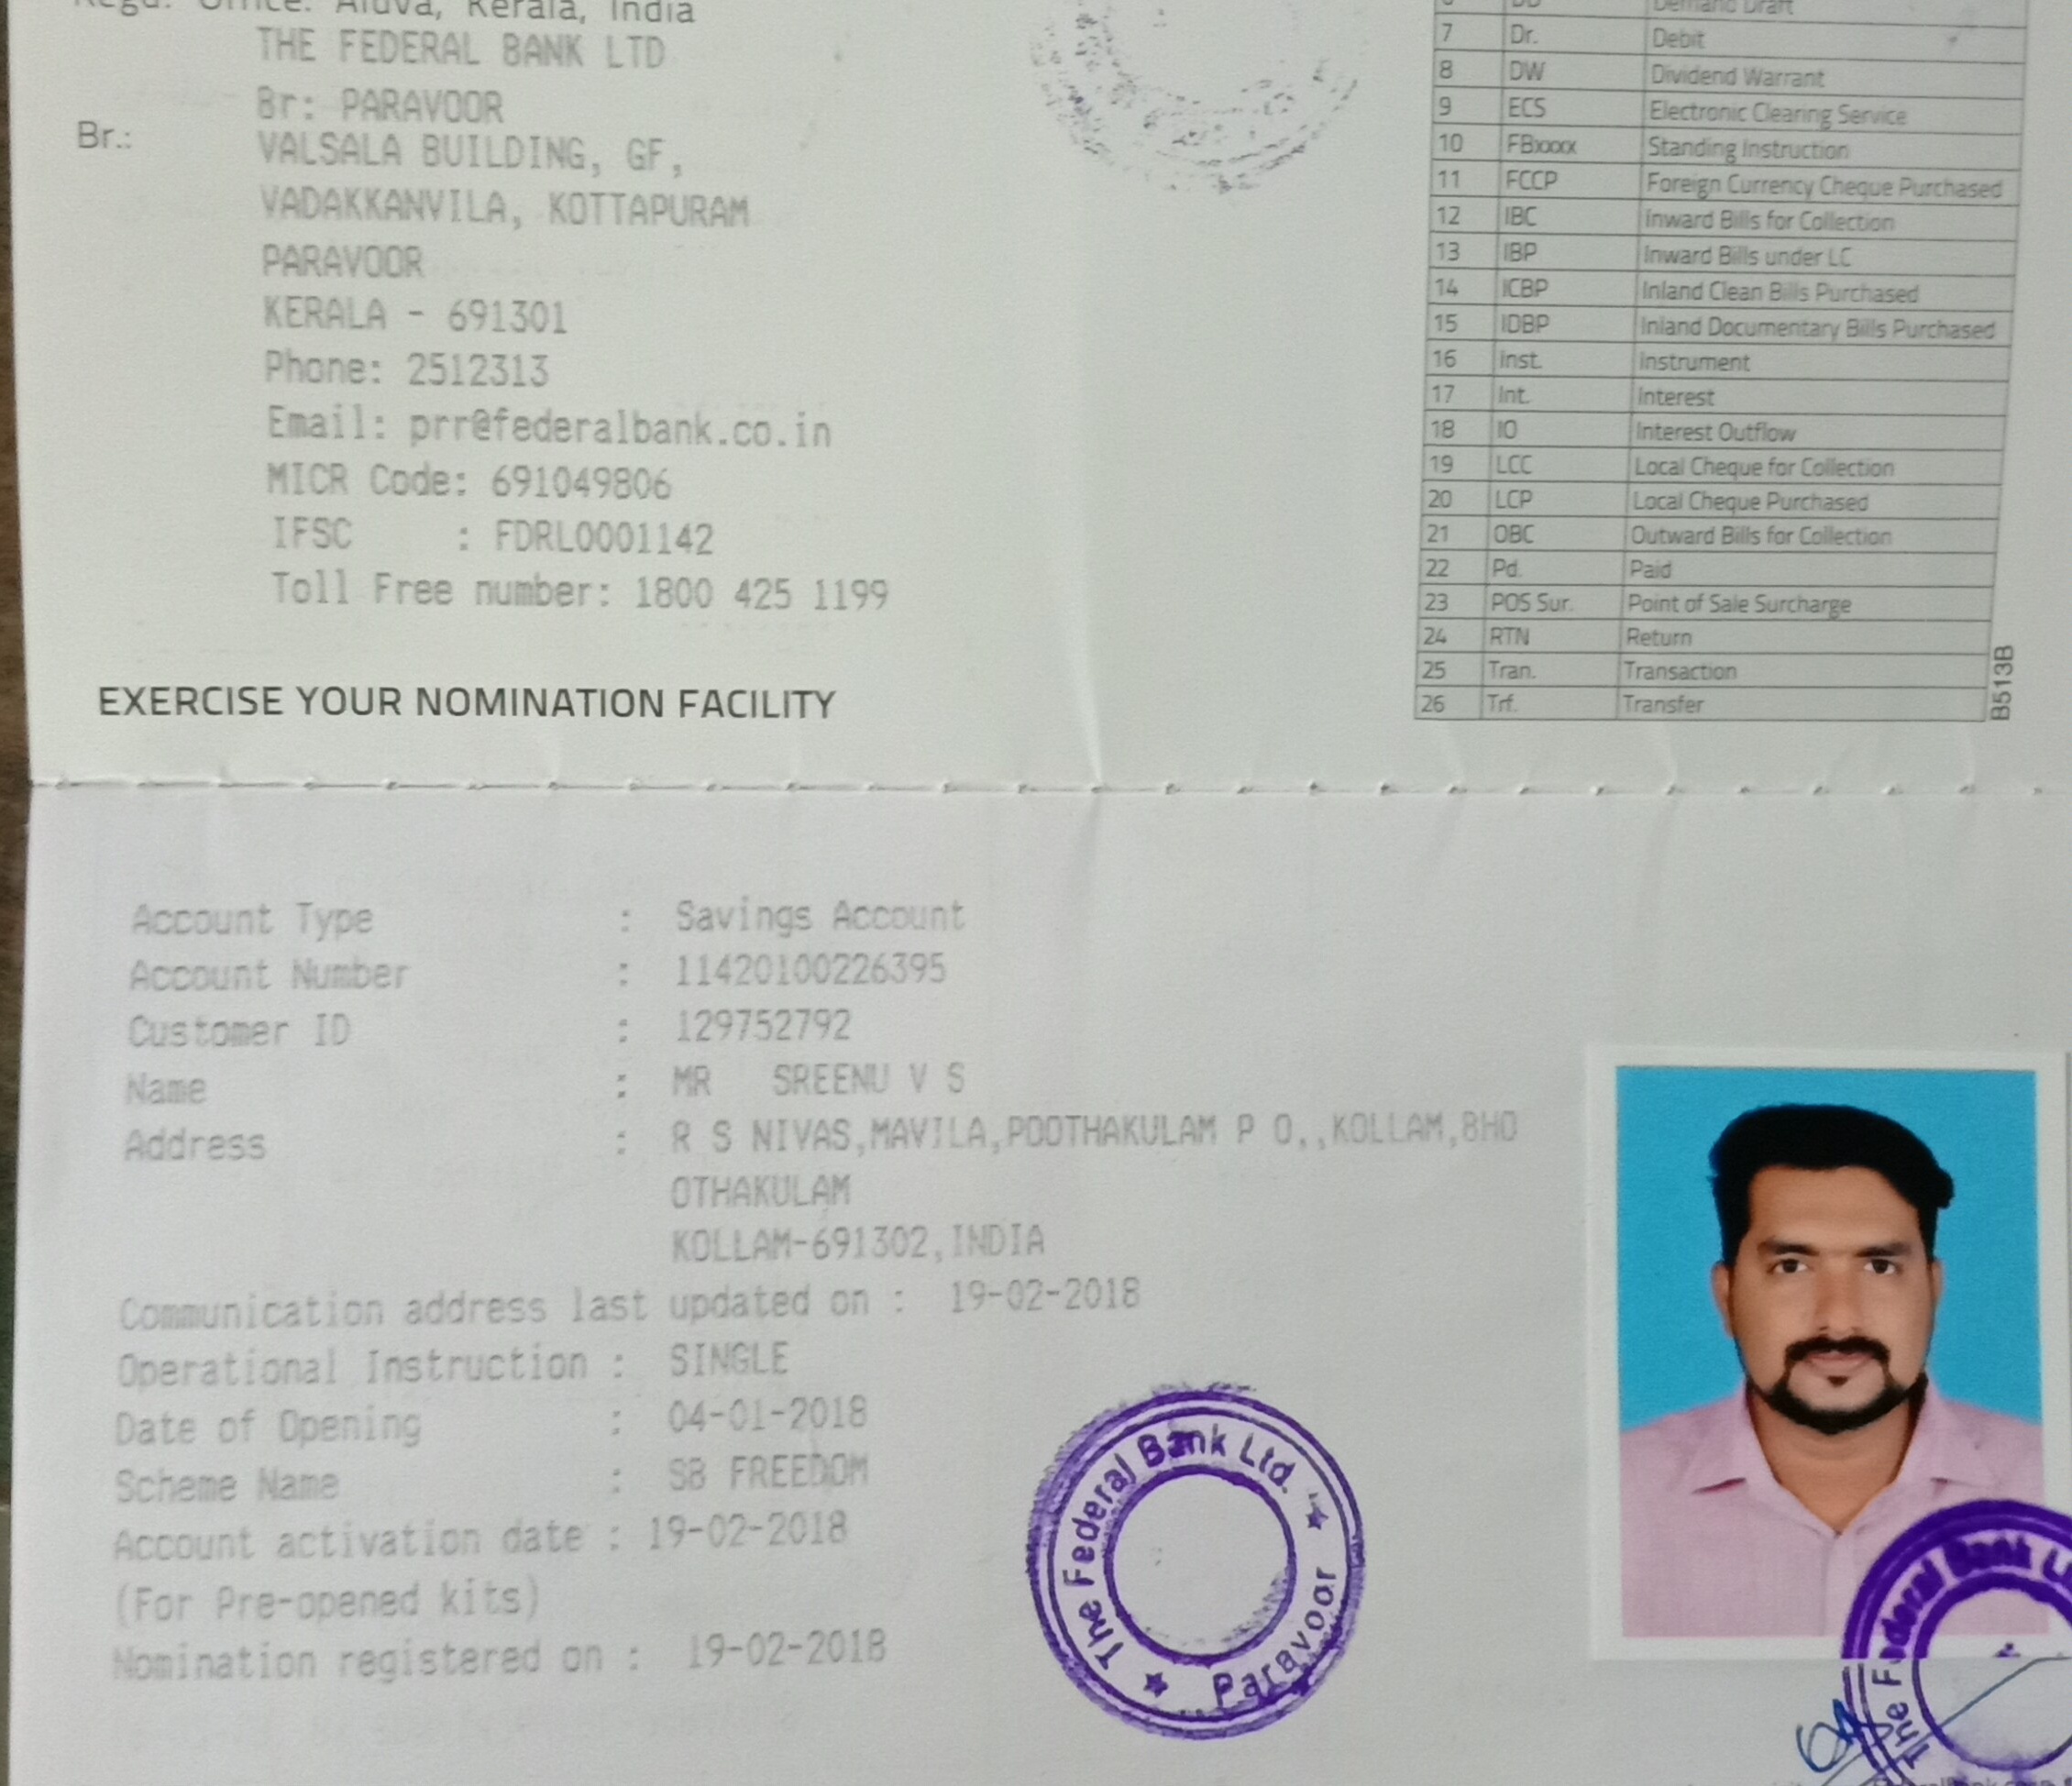 Regd. Office: Aluva, Kerala, India
THE FEDERAL BANK LTD
Br: PARAVOOR
Br.:
VALSALA BUILDING, GF,
VADAKKANVILA, KOTTAPURAM
PARAVOOR
KERALA - 691301
Phone: 2512313
Email: prr@federalbank.co.in
MICR Code: 691049806
IFSC : FDRL0001142
Toll Free number: 1800 425 1199
EXERCISE YOUR NOMINATION FACILITY
6 DD Demand Draft
7 Dr. Debit
8 DW Dividend Warrant
9 ECS Electronic Clearing Service
10 FBxxxx Standing Instruction
11 FCCP Foreign Currency Cheque Purchased
12 IBC Inward Bills for Collection
13 IBP Inward Bills under LC
14 ICBP Inland Clean Bills Purchased
15 IDBP Inland Documentary Bills Purchased
16 Inst. Instrument
17 Int. Interest
18 IO Interest Outflow
19 LCC Local Cheque for Collection
20 LCP Local Cheque Purchased
21 OBC Outward Bills for Collection
22 Pd. Paid
23 POS Sur. Point of Sale Surcharge
24 RTN Return
25 Tran. Transaction
26 Trf. Transfer
B513B
Account Type : Savings Account
Account Number : 11420100226395
Customer ID : 129752792
Name : MR SREENU V S
Address : R S NIVAS,MAVILA,POOTHAKULAM P O,,KOLLAM,BHO
OTHAKULAM
KOLLAM-691302,INDIA
Communication address last updated on : 19-02-2018
Operational Instruction : SINGLE
Date of Opening : 04-01-2018
Scheme Name : SB FREEDOM
Account activation date : 19-02-2018
(For Pre-opened kits)
Nomination registered on : 19-02-2018
The Federal Bank Ltd.
Paravoor
The Federal Bank Lt